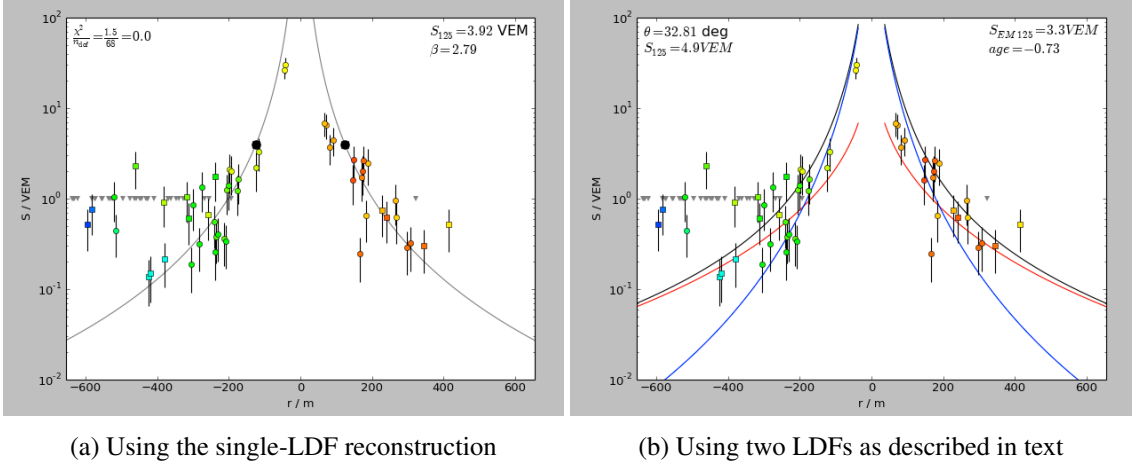 χ²/n_dof = 1.5/68 = 0.0
S₁₂₅=3.92 VEM
β=2.79
10²
10¹
10⁰
10⁻¹
10⁻²
S / VEM
−600 −400 −200 0 200 400 600
r / m
(a) Using the single-LDF reconstruction
θ=32.81 deg
S₁₂₅=4.9VEM
S_EM125=3.3VEM
age=−0.73
10²
10¹
10⁰
10⁻¹
10⁻²
S / VEM
−600 −400 −200 0 200 400 600
r / m
(b) Using two LDFs as described in text